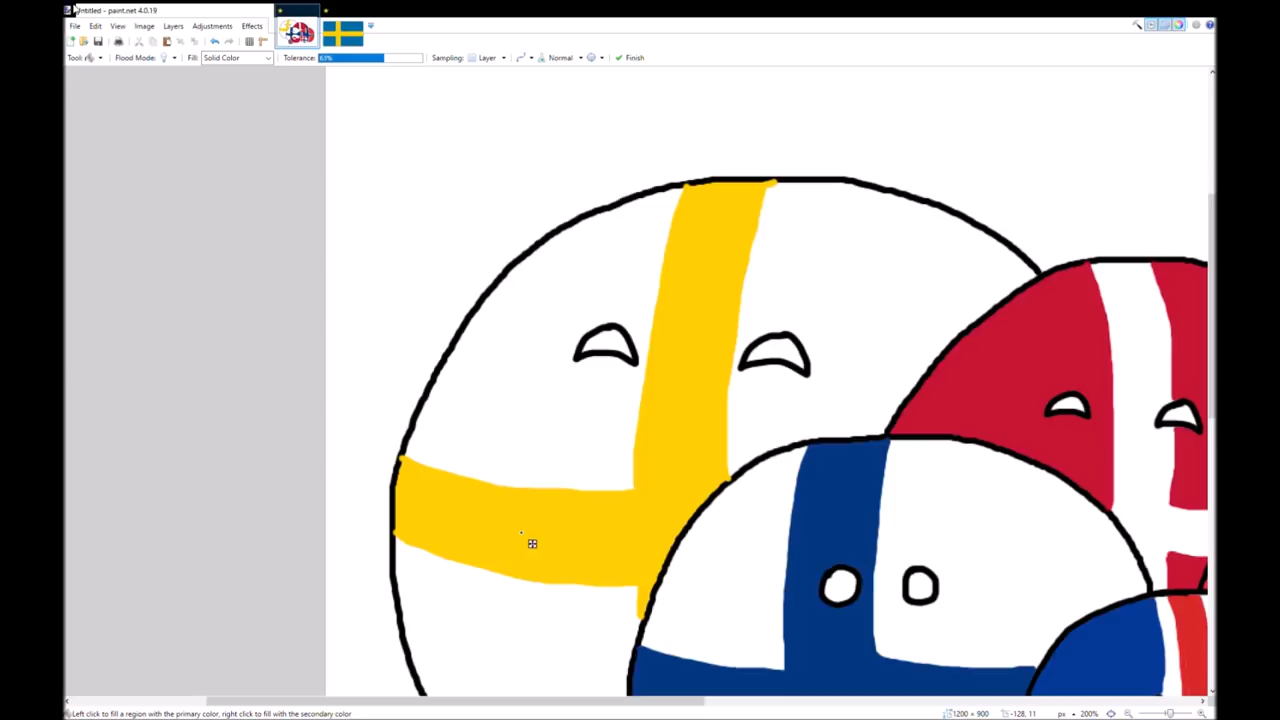 Untitled - paint.net 4.0.19
File Edit View Image Layers Adjustments Effects
Tool: Flood Mode: Fill: Solid Color Tolerance: 63% Sampling: Layer Normal Finish
Left click to fill a region with the primary color, right click to fill with the secondary color 1200 × 900 -128, 11 px 200%